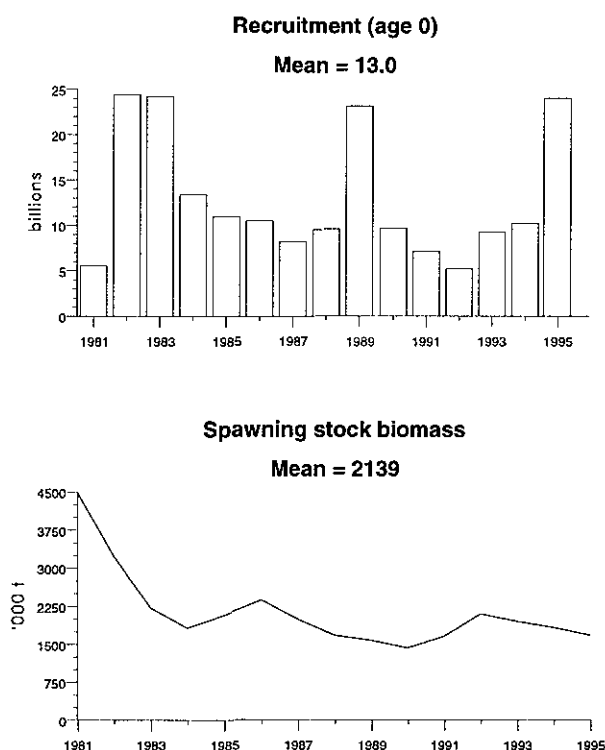 Recruitment (age 0)
Mean = 13.0
25
20
15
10
5
0
billions
1981 1983 1985 1987 1989 1991 1993 1995
Spawning stock biomass
Mean = 2139
4500
3750
3000
2250
1500
750
0
'000 t
1981 1983 1985 1987 1989 1991 1993 1995